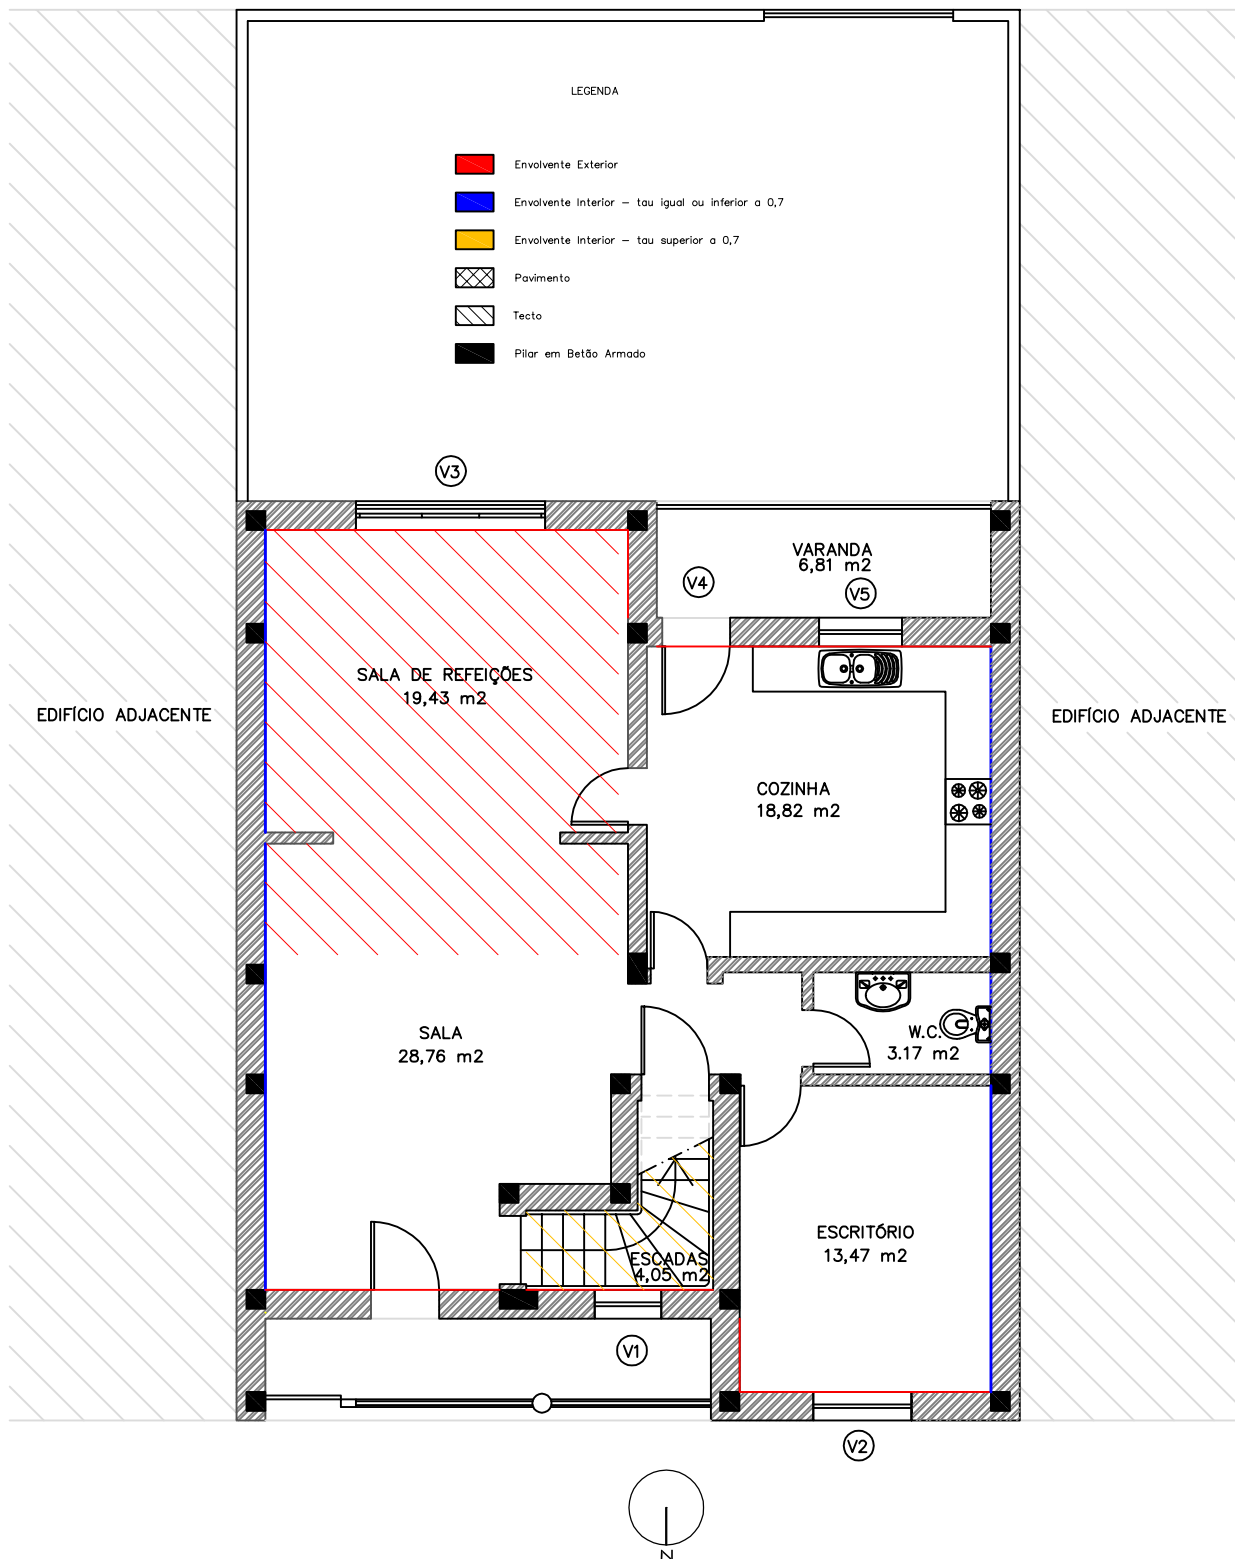 LEGENDA
Envolvente Exterior
Envolvente Interior – tau igual ou inferior a 0,7
Envolvente Interior – tau superior a 0,7
Pavimento
Tecto
Pilar em Betão Armado
V3
VARANDA
6,81 m2
V4
V5
SALA DE REFEIÇÕES
19,43 m2
EDIFÍCIO ADJACENTE
EDIFÍCIO ADJACENTE
COZINHA
18,82 m2
SALA
28,76 m2
W.C.
3.17 m2
ESCRITÓRIO
13,47 m2
ESCADAS
4,05 m2
V1
V2
N